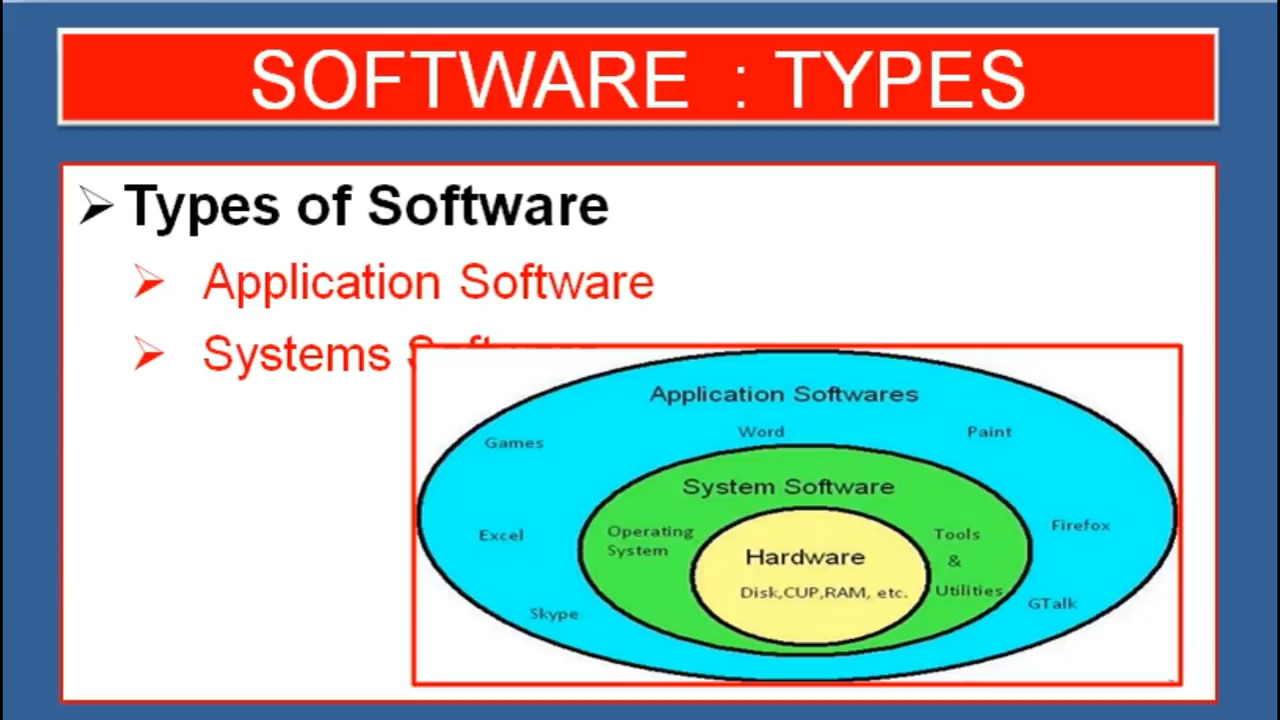 SOFTWARE : TYPES
Types of Software
Application Software
Systems
Application Softwares
Games
Word
Paint
System Software
Operating
System
Tools
&
Utilities
Hardware
Disk,CUP,RAM, etc.
Excel
Firefox
Skype
GTalk